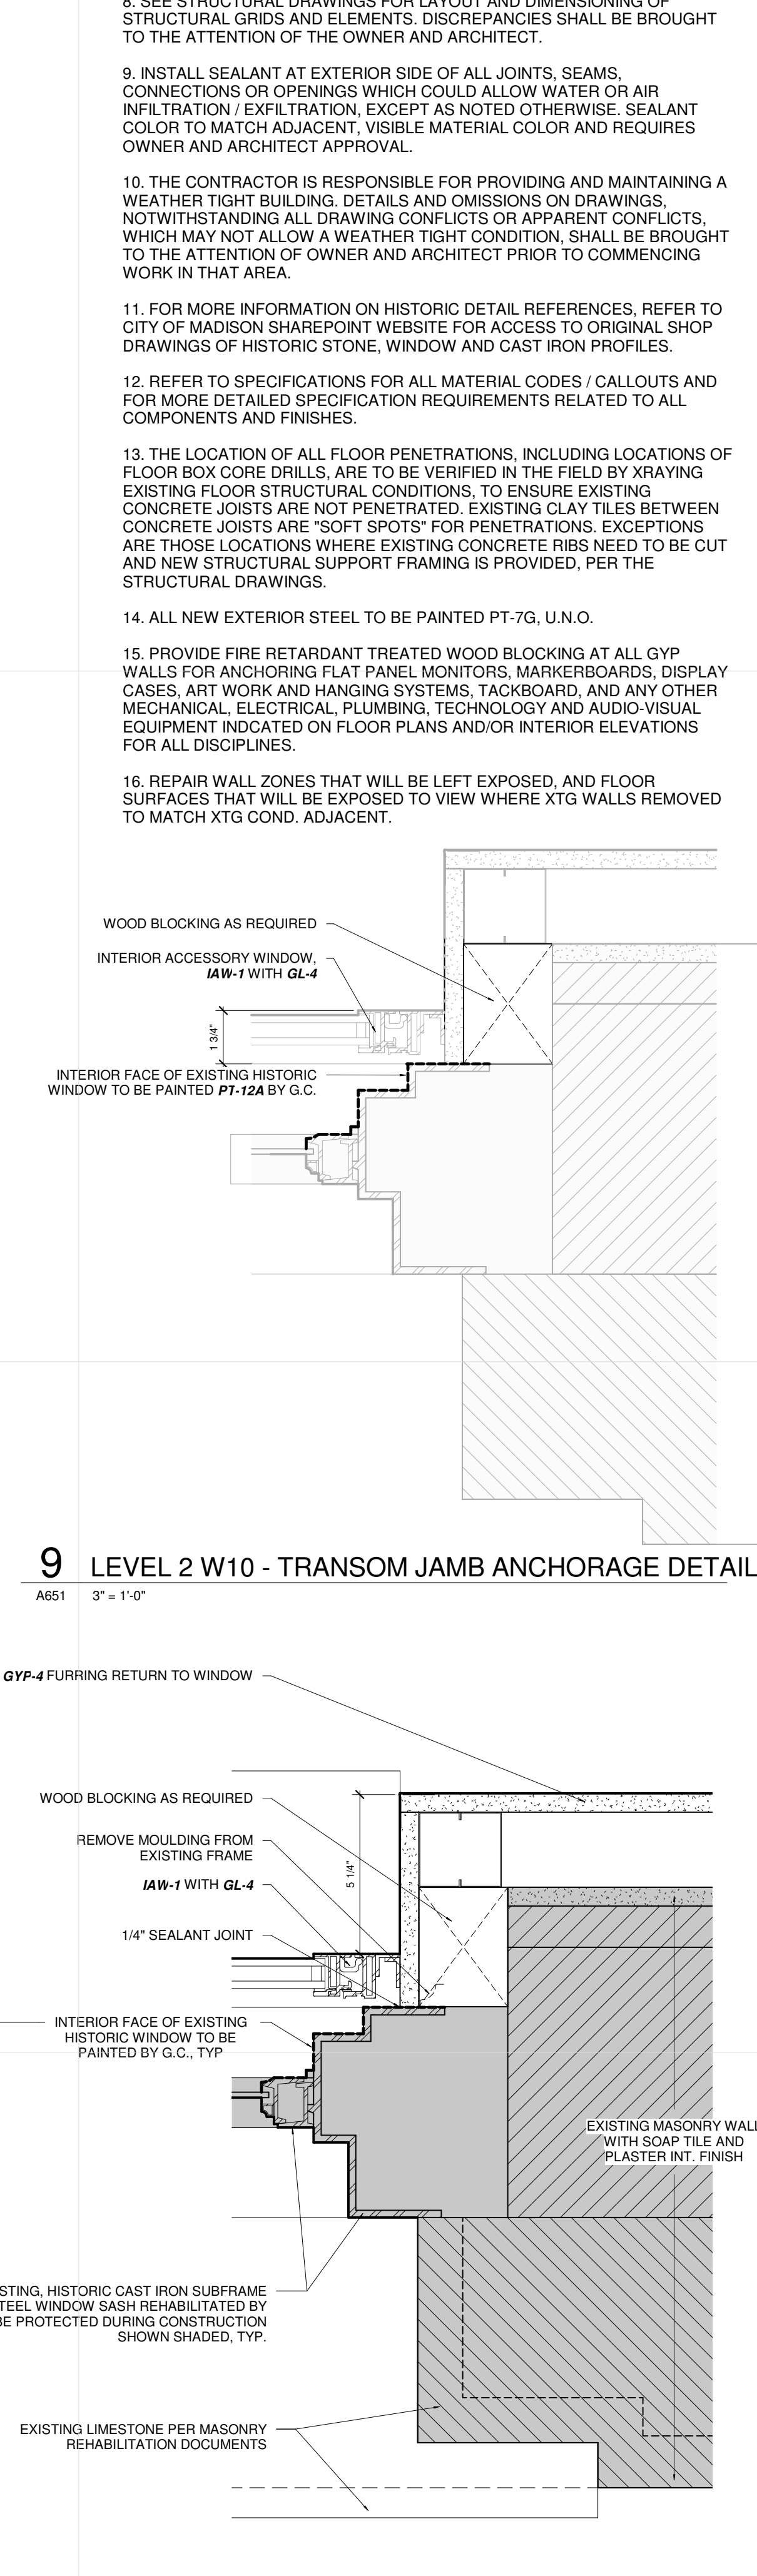 8. SEE STRUCTURAL DRAWINGS FOR LAYOUT AND DIMENSIONING OF
STRUCTURAL GRIDS AND ELEMENTS. DISCREPANCIES SHALL BE BROUGHT
TO THE ATTENTION OF THE OWNER AND ARCHITECT.
9. INSTALL SEALANT AT EXTERIOR SIDE OF ALL JOINTS, SEAMS,
CONNECTIONS OR OPENINGS WHICH COULD ALLOW WATER OR AIR
INFILTRATION / EXFILTRATION, EXCEPT AS NOTED OTHERWISE. SEALANT
COLOR TO MATCH ADJACENT, VISIBLE MATERIAL COLOR AND REQUIRES
OWNER AND ARCHITECT APPROVAL.
10. THE CONTRACTOR IS RESPONSIBLE FOR PROVIDING AND MAINTAINING A
WEATHER TIGHT BUILDING. DETAILS AND OMISSIONS ON DRAWINGS,
NOTWITHSTANDING ALL DRAWING CONFLICTS OR APPARENT CONFLICTS,
WHICH MAY NOT ALLOW A WEATHER TIGHT CONDITION, SHALL BE BROUGHT
TO THE ATTENTION OF OWNER AND ARCHITECT PRIOR TO COMMENCING
WORK IN THAT AREA.
11. FOR MORE INFORMATION ON HISTORIC DETAIL REFERENCES, REFER TO
CITY OF MADISON SHAREPOINT WEBSITE FOR ACCESS TO ORIGINAL SHOP
DRAWINGS OF HISTORIC STONE, WINDOW AND CAST IRON PROFILES.
12. REFER TO SPECIFICATIONS FOR ALL MATERIAL CODES / CALLOUTS AND
FOR MORE DETAILED SPECIFICATION REQUIREMENTS RELATED TO ALL
COMPONENTS AND FINISHES.
13. THE LOCATION OF ALL FLOOR PENETRATIONS, INCLUDING LOCATIONS OF
FLOOR BOX CORE DRILLS, ARE TO BE VERIFIED IN THE FIELD BY XRAYING
EXISTING FLOOR STRUCTURAL CONDITIONS, TO ENSURE EXISTING
CONCRETE JOISTS ARE NOT PENETRATED. EXISTING CLAY TILES BETWEEN
CONCRETE JOISTS ARE "SOFT SPOTS" FOR PENETRATIONS. EXCEPTIONS
ARE THOSE LOCATIONS WHERE EXISTING CONCRETE RIBS NEED TO BE CUT
AND NEW STRUCTURAL SUPPORT FRAMING IS PROVIDED, PER THE
STRUCTURAL DRAWINGS.
14. ALL NEW EXTERIOR STEEL TO BE PAINTED PT-7G, U.N.O.
15. PROVIDE FIRE RETARDANT TREATED WOOD BLOCKING AT ALL GYP
WALLS FOR ANCHORING FLAT PANEL MONITORS, MARKERBOARDS, DISPLAY
CASES, ART WORK AND HANGING SYSTEMS, TACKBOARD, AND ANY OTHER
MECHANICAL, ELECTRICAL, PLUMBING, TECHNOLOGY AND AUDIO-VISUAL
EQUIPMENT INDCATED ON FLOOR PLANS AND/OR INTERIOR ELEVATIONS
FOR ALL DISCIPLINES.
16. REPAIR WALL ZONES THAT WILL BE LEFT EXPOSED, AND FLOOR
SURFACES THAT WILL BE EXPOSED TO VIEW WHERE XTG WALLS REMOVED
TO MATCH XTG COND. ADJACENT.
WOOD BLOCKING AS REQUIRED
INTERIOR ACCESSORY WINDOW,
IAW-1 WITH GL-4
1 3/4"
INTERIOR FACE OF EXISTING HISTORIC
WINDOW TO BE PAINTED PT-12A BY G.C.
9 LEVEL 2 W10 - TRANSOM JAMB ANCHORAGE DETAIL
A651 3" = 1'-0"
GYP-4 FURRING RETURN TO WINDOW
WOOD BLOCKING AS REQUIRED
REMOVE MOULDING FROM
EXISTING FRAME
5 1/4"
IAW-1 WITH GL-4
1/4" SEALANT JOINT
INTERIOR FACE OF EXISTING
HISTORIC WINDOW TO BE
PAINTED BY G.C., TYP
EXISTING MASONRY WALL
WITH SOAP TILE AND
PLASTER INT. FINISH
STING, HISTORIC CAST IRON SUBFRAME
TEEL WINDOW SASH REHABILITATED BY
BE PROTECTED DURING CONSTRUCTION
SHOWN SHADED, TYP.
EXISTING LIMESTONE PER MASONRY
REHABILITATION DOCUMENTS